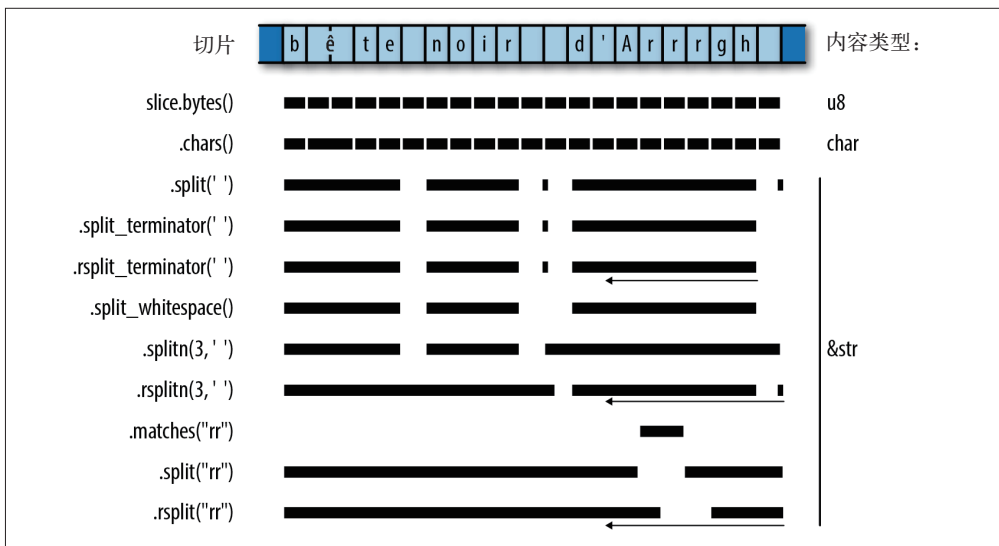 切片 b ê t e n o i r d ' A r r r g h 内容类型：
slice.bytes() u8
.chars() char
.split(' ')
.split_terminator(' ')
.rsplit_terminator(' ')
.split_whitespace()
.splitn(3, ' ') &str
.rsplitn(3, ' ')
.matches("rr")
.split("rr")
.rsplit("rr")